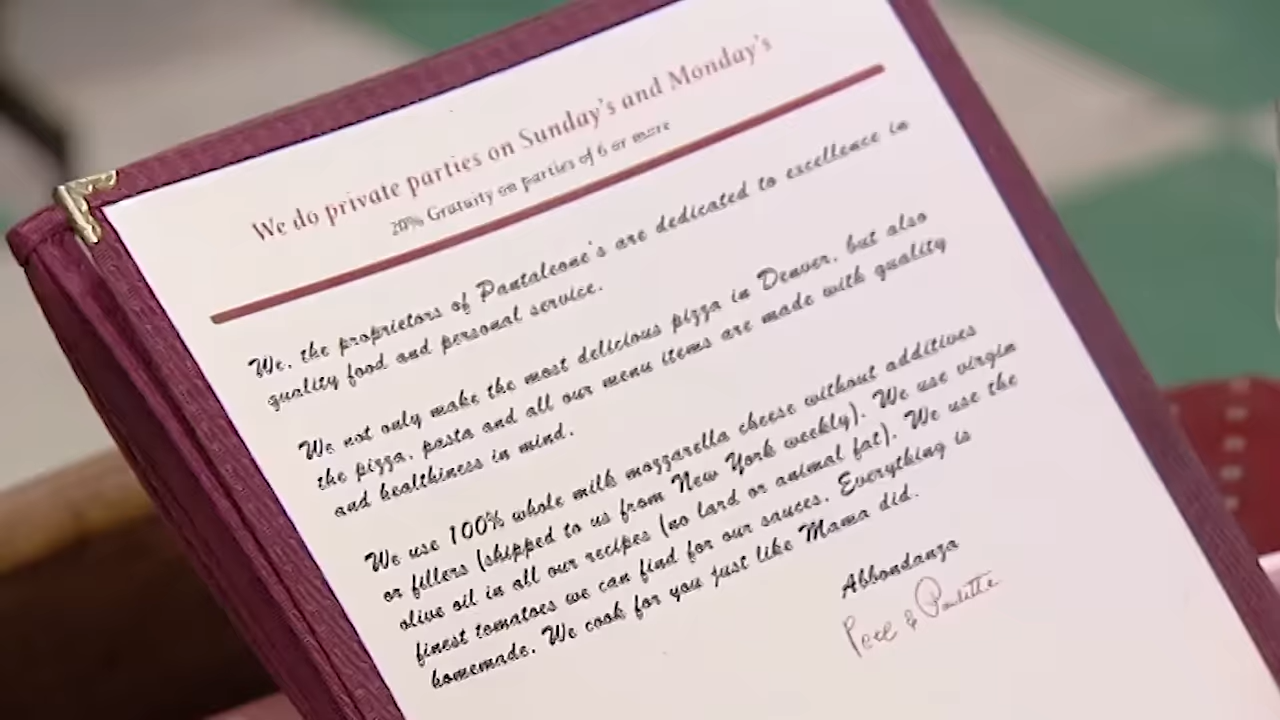 We do private parties on Sunday's and Monday's
20% Gratuity on parties of 6 or more
We, the proprietors of Pantaleone's are dedicated to excellence in
quality food and personal service.
We not only make the most delicious pizza in Denver, but also
the pizza, pasta and all our menu items are made with quality
and healthiness in mind.
We use 100% whole milk mozzarella cheese without additives
or fillers (shipped to us from New York weekly). We use virgin
olive oil in all our recipes (no lard or animal fat). We use the
finest tomatoes we can find for our sauces. Everything is
homemade. We cook for you just like Mama did.
Abbondanza
Pete & Paulette